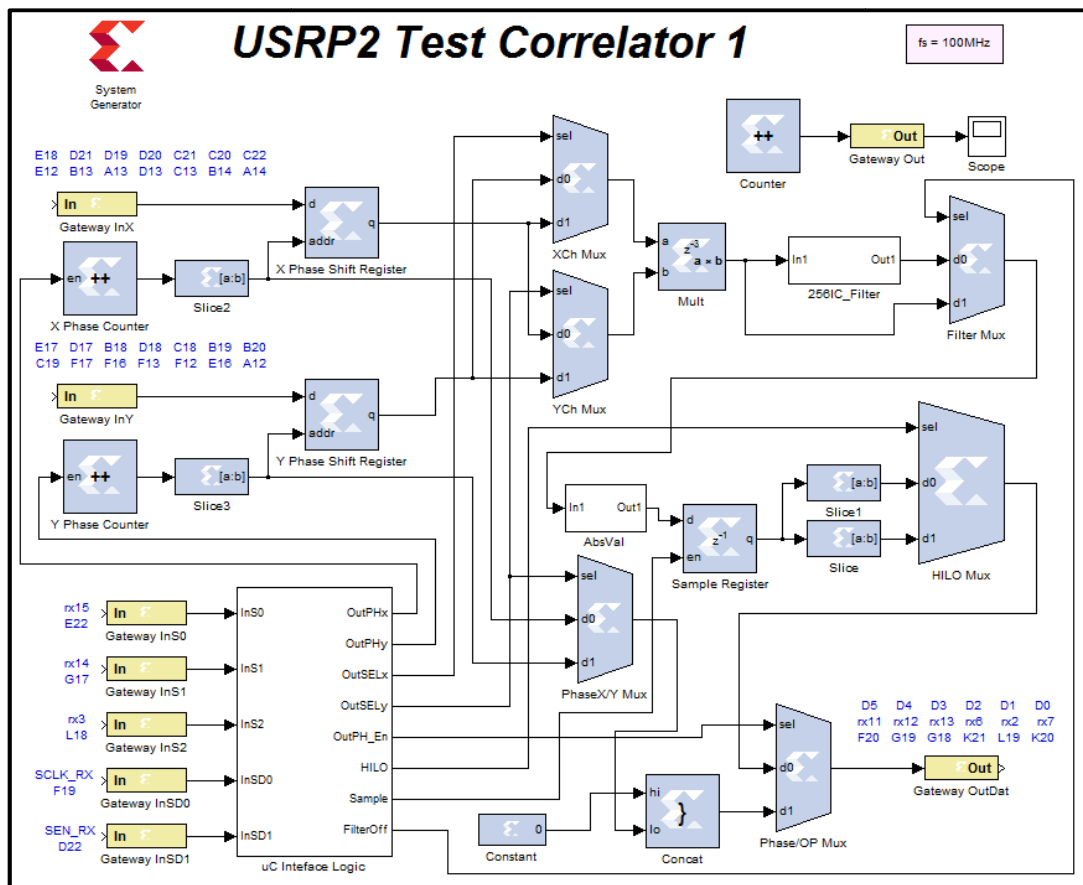 USRP2 Test Correlator 1
fs = 100MHz
System
Generator
E18 D21 D19 D20 C21 C20 C22
E12 B13 A13 D13 C13 B14 A14
In
Gateway InX
d
addr
q
X Phase Shift Register
en
++
X Phase Counter
[a:b]
Slice2
sel
d0
d1
XCh Mux
++
Counter
Out
Gateway Out
Scope
a
b
z-3
a * b
Mult
In1
Out1
256IC_Filter
sel
d0
d1
Filter Mux
E17 D17 B18 D18 C18 B19 B20
C19 F17 F16 F13 F12 E16 A12
In
Gateway InY
d
addr
q
Y Phase Shift Register
en
++
Y Phase Counter
[a:b]
Slice3
sel
d0
d1
YCh Mux
In1
Out1
AbsVal
d
en
z-1
q
Sample Register
[a:b]
Slice1
[a:b]
Slice
sel
d0
d1
HILO Mux
sel
d0
d1
PhaseX/Y Mux
rx15
E22
In
Gateway InS0
rx14
G17
In
Gateway InS1
rx3
L18
In
Gateway InS2
SCLK_RX
F19
In
Gateway InSD0
SEN_RX
D22
In
Gateway InSD1
InS0
InS1
InS2
InSD0
InSD1
OutPHx
OutPHy
OutSELx
OutSELy
OutPH_En
HILO
Sample
FilterOff
uC Inteface Logic
0
Constant
hi
lo
}
Concat
sel
d0
d1
Phase/OP Mux
D5 D4 D3 D2 D1 D0
rx11 rx12 rx13 rx6 rx2 rx7
F20 G19 G18 K21 L19 K20
Out
Gateway OutDat